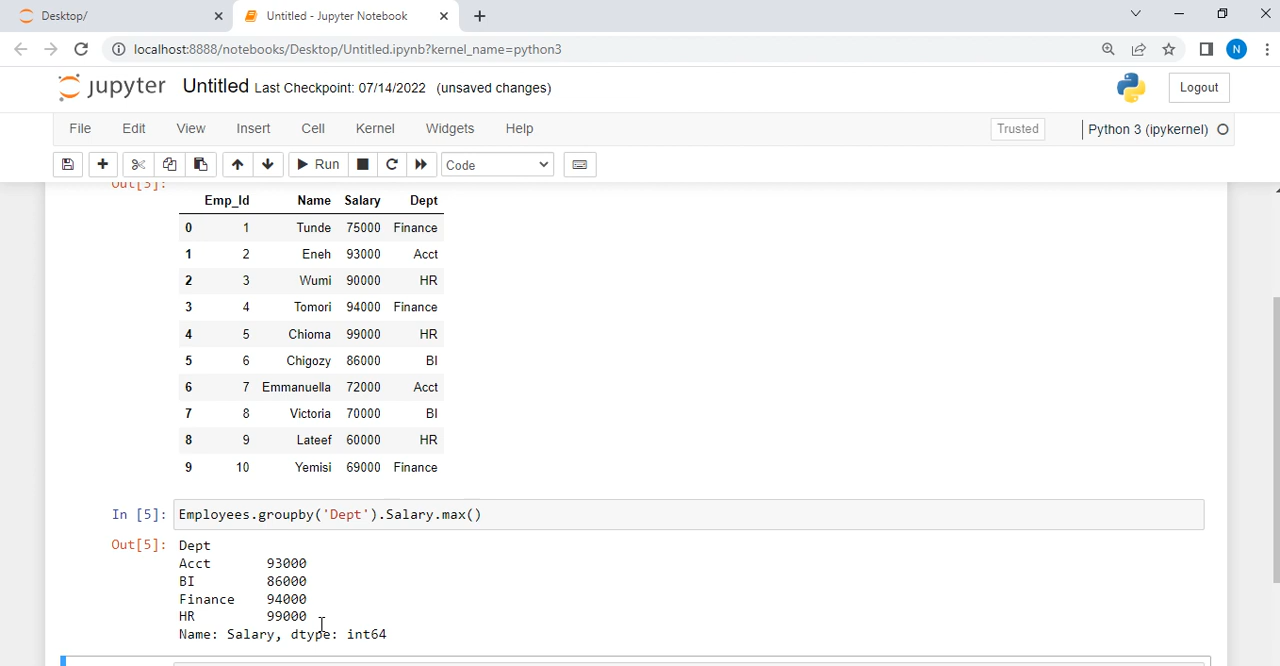 Desktop/
Untitled - Jupyter Notebook
localhost:8888/notebooks/Desktop/Untitled.ipynb?kernel_name=python3
N
jupyter Untitled Last Checkpoint: 07/14/2022 (unsaved changes)
Logout
File Edit View Insert Cell Kernel Widgets Help
Trusted
Python 3 (ipykernel)
Run
Code
Out[3]:
Emp_Id Name Salary Dept
0 1 Tunde 75000 Finance
1 2 Eneh 93000 Acct
2 3 Wumi 90000 HR
3 4 Tomori 94000 Finance
4 5 Chioma 99000 HR
5 6 Chigozy 86000 BI
6 7 Emmanuella 72000 Acct
7 8 Victoria 70000 BI
8 9 Lateef 60000 HR
9 10 Yemisi 69000 Finance
In [5]: Employees.groupby('Dept').Salary.max()
Out[5]: Dept
Acct 93000
BI 86000
Finance 94000
HR 99000
Name: Salary, dtype: int64